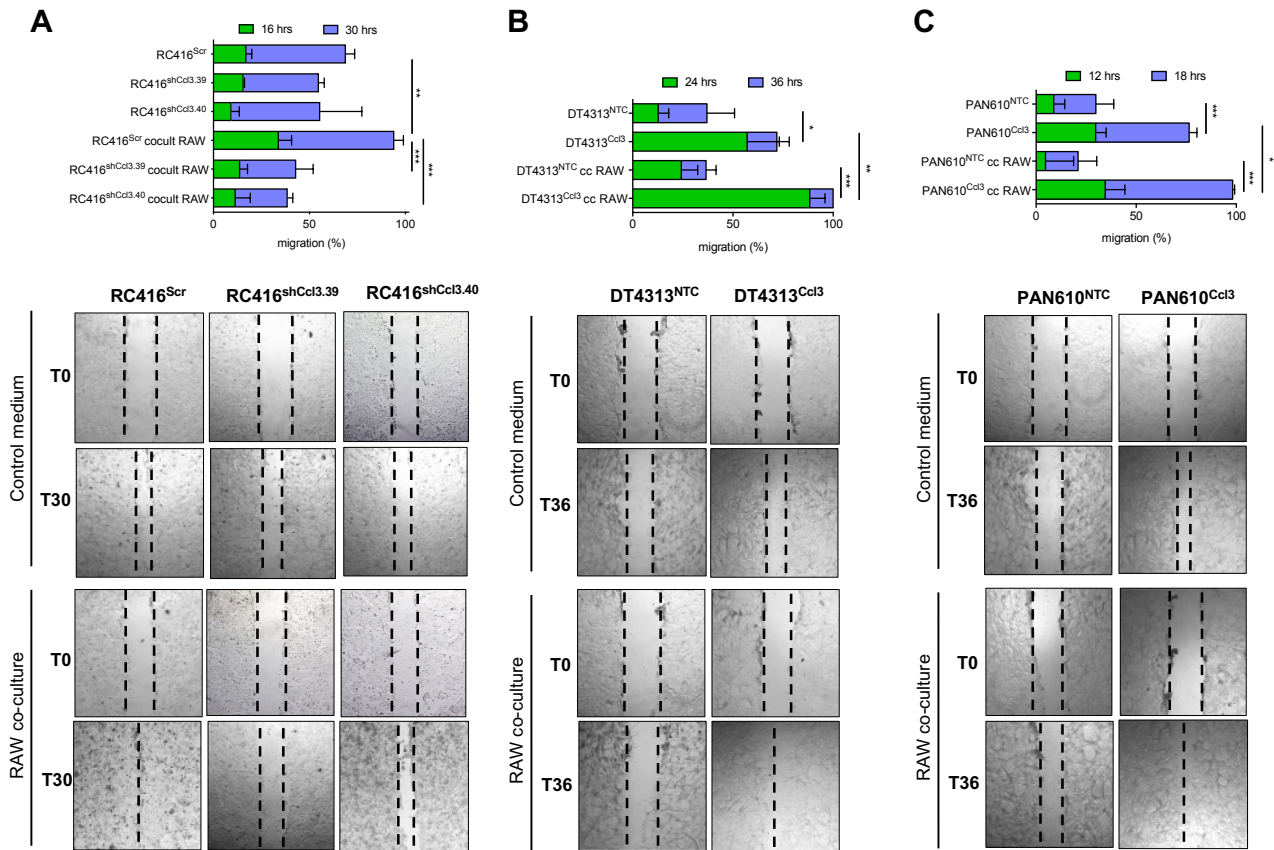 A
16 hrs 30 hrs
RC416Scr
RC416shCcl3.39
RC416shCcl3.40
RC416Scr cocult RAW
RC416shCcl3.39 cocult RAW
RC416shCcl3.40 cocult RAW
**
***
***
0 50 100
migration (%)
B
24 hrs 36 hrs
DT4313NTC
DT4313Ccl3
DT4313NTC cc RAW
DT4313Ccl3 cc RAW
*
***
**
0 50 100
migration (%)
C
12 hrs 18 hrs
PAN610NTC
PAN610Ccl3
PAN610NTC cc RAW
PAN610Ccl3 cc RAW
***
***
*
0 50 100
migration (%)
RC416Scr RC416shCcl3.39 RC416shCcl3.40
Control medium
T0
T30
RAW co-culture
T0
T30
DT4313NTC DT4313Ccl3
Control medium
T0
T36
RAW co-culture
T0
T36
PAN610NTC PAN610Ccl3
Control medium
T0
T36
RAW co-culture
T0
T36